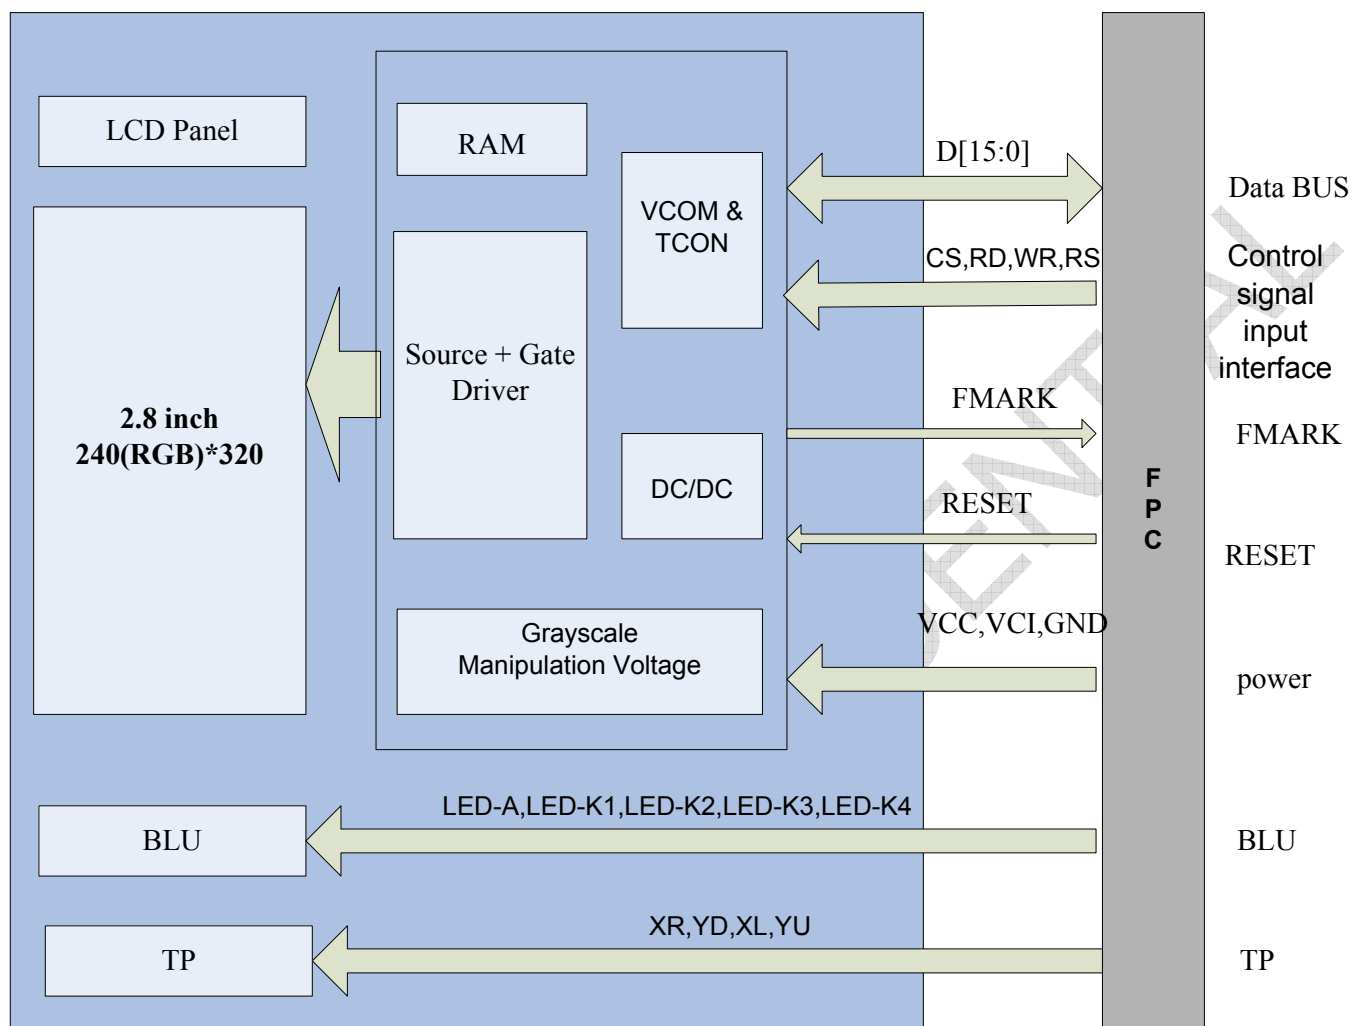 LCD Panel
2.8 inch
240(RGB)*320
RAM
VCOM &
TCON
Source + Gate
Driver
DC/DC
Grayscale
Manipulation Voltage
D[15:0]
CS,RD,WR,RS
FMARK
RESET
VCC,VCI,GND
LED-A,LED-K1,LED-K2,LED-K3,LED-K4
BLU
XR,YD,XL,YU
TP
F
P
C
Data BUS
Control
signal
input
interface
FMARK
RESET
power
BLU
TP